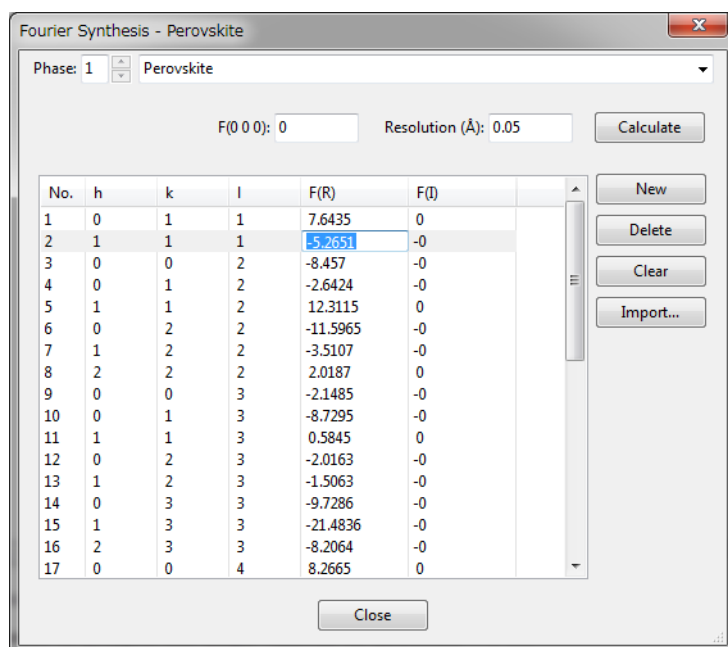 Fourier Synthesis - Perovskite
Phase: 1 Perovskite
F(0 0 0): 0 Resolution (Å): 0.05 Calculate
No. h k l F(R) F(I) New
1 0 1 1 7.6435 0
2 1 1 1 -5.2651 -0 Delete
3 0 0 2 -8.457 -0
4 0 1 2 -2.6424 -0 Clear
5 1 1 2 12.3115 0
6 0 2 2 -11.5965 -0 Import...
7 1 2 2 -3.5107 -0
8 2 2 2 2.0187 0
9 0 0 3 -2.1485 -0
10 0 1 3 -8.7295 -0
11 1 1 3 0.5845 0
12 0 2 3 -2.0163 -0
13 1 2 3 -1.5063 -0
14 0 3 3 -9.7286 -0
15 1 3 3 -21.4836 -0
16 2 3 3 -8.2064 -0
17 0 0 4 8.2665 0
Close